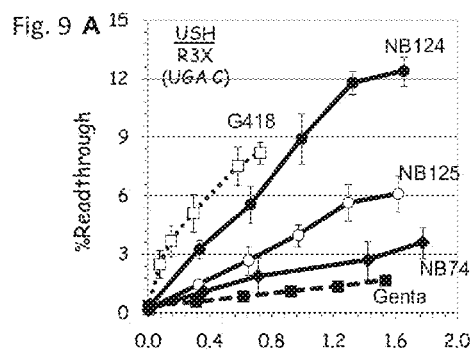 Fig. 9 A
USH
R3X
(UGA C)
NB124
G418
NB125
NB74
Genta
%Readthrough
15
12
9
6
3
0
0.0 0.4 0.8 1.2 1.6 2.0